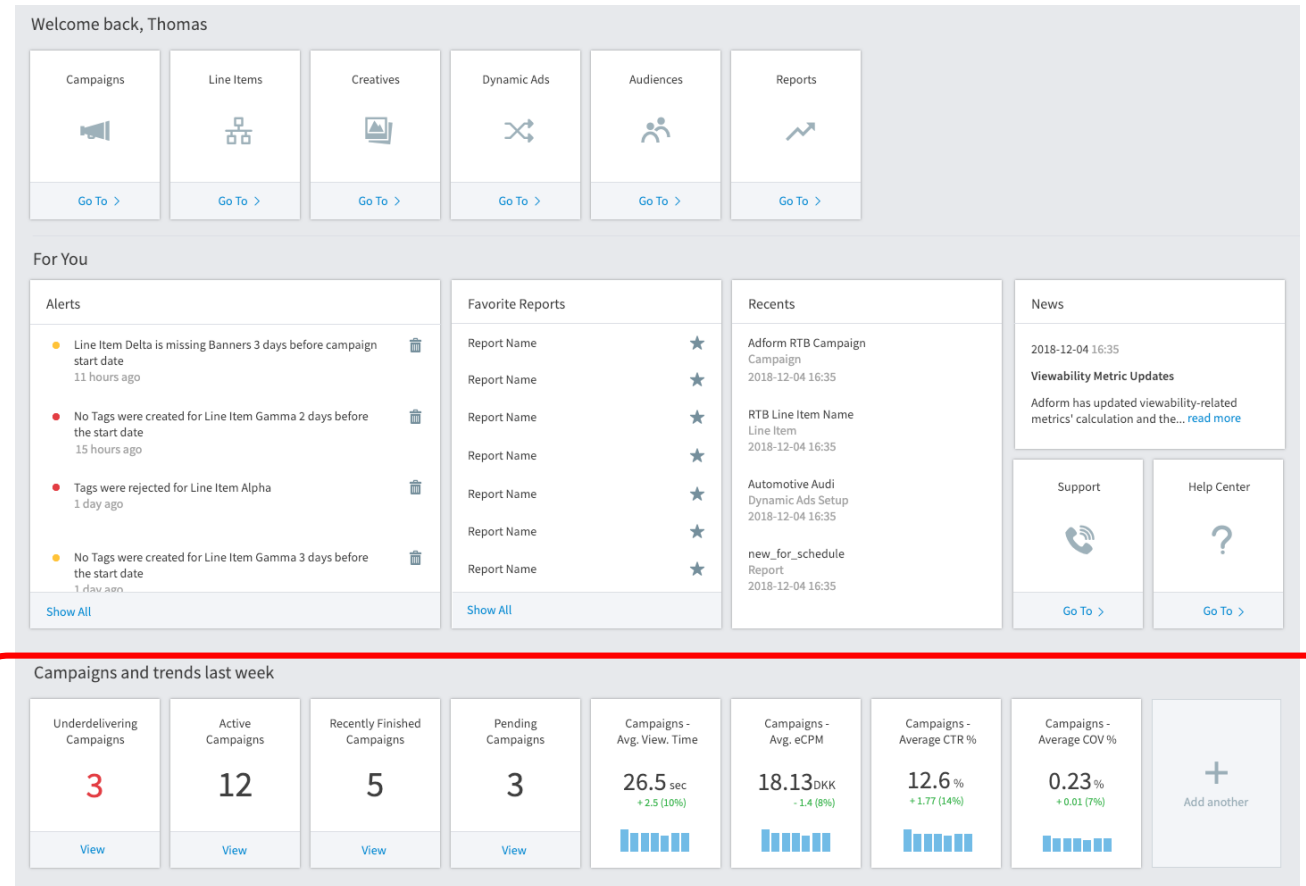 Welcome back, Thomas
Campaigns
Go To >
Line Items
Go To >
Creatives
Go To >
Dynamic Ads
Go To >
Audiences
Go To >
Reports
Go To >
For You
Alerts
Line Item Delta is missing Banners 3 days before campaign
start date
11 hours ago
No Tags were created for Line Item Gamma 2 days before
the start date
15 hours ago
Tags were rejected for Line Item Alpha
1 day ago
No Tags were created for Line Item Gamma 3 days before
the start date
1 day ago
Show All
Favorite Reports
Report Name
Report Name
Report Name
Report Name
Report Name
Report Name
Report Name
Show All
Recents
Adform RTB Campaign
Campaign
2018-12-04 16:35
RTB Line Item Name
Line Item
2018-12-04 16:35
Automotive Audi
Dynamic Ads Setup
2018-12-04 16:35
new_for_schedule
Report
2018-12-04 16:35
News
2018-12-04 16:35
Viewability Metric Updates
Adform has updated viewability-related
metrics' calculation and the... read more
Support
Go To >
Help Center
?
Go To >
Campaigns and trends last week
Underdelivering
Campaigns
3
View
Active
Campaigns
12
View
Recently Finished
Campaigns
5
View
Pending
Campaigns
3
View
Campaigns -
Avg. View. Time
26.5 sec
+ 2.5 (10%)
Campaigns -
Avg. eCPM
18.13DKK
- 1.4 (8%)
Campaigns -
Average CTR %
12.6 %
+ 1.77 (14%)
Campaigns -
Average COV %
0.23 %
+ 0.01 (7%)
+
Add another